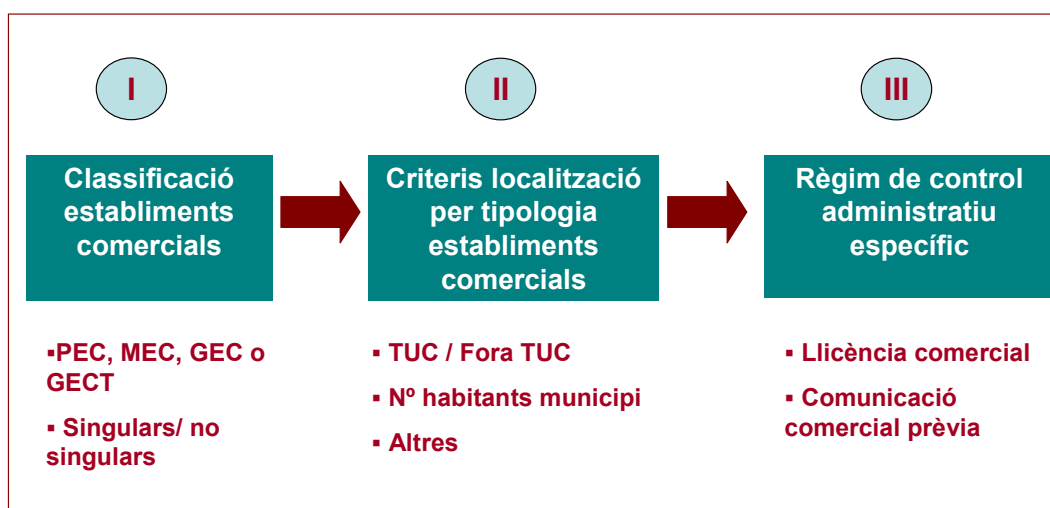 I
II
III
Classificació
establiments
comercials
Criteris localització
per tipologia
establiments
comercials
Règim de control
administratiu
específic
▪PEC, MEC, GEC o
GECT
▪ Singulars/ no
singulars
▪ TUC / Fora TUC
▪ Nº habitants municipi
▪ Altres
▪ Llicència comercial
▪ Comunicació
comercial prèvia